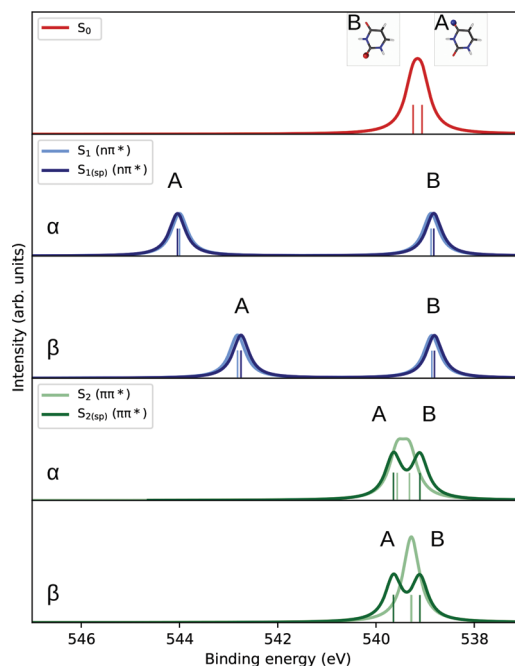 S₀
B A
S₁ (nπ*)
S₁(sp) (nπ*)
A B
α
A B
β
S₂ (ππ*)
S₂(sp) (ππ*)
A B
α
A B
β
Intensity (arb. units)
546 544 542 540 538
Binding energy (eV)